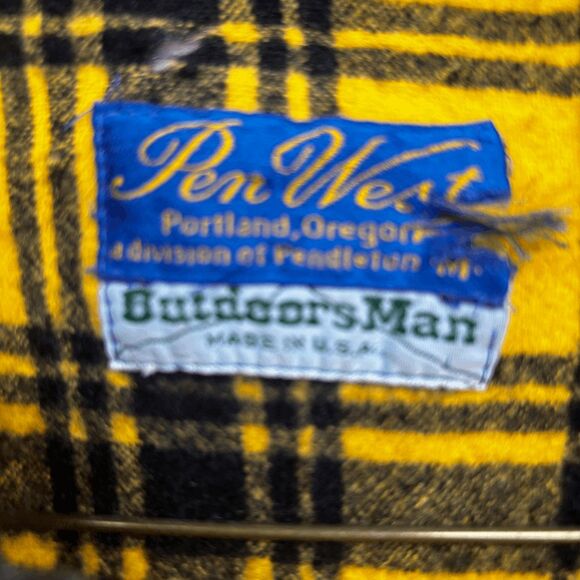 Pen West
Portland, Oregon
a division of Pendleton
OutdoorsMan
MADE IN U.S.A.